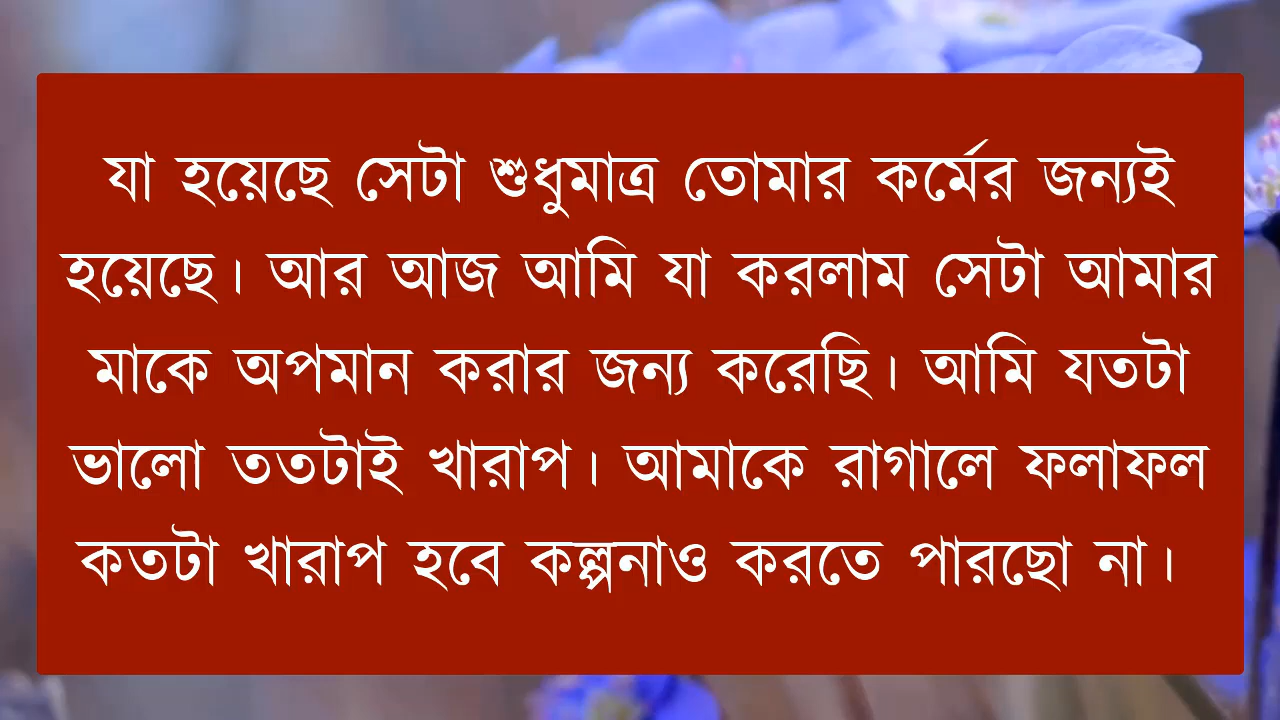 যা হয়েছে সেটা শুধুমাত্র তোমার কর্মের জন্যই
হয়েছে। আর আজ আমি যা করলাম সেটা আমার
মাকে অপমান করার জন্য করেছি। আমি যতটা
ভালো ততটাই খারাপ। আমাকে রাগালে ফলাফল
কতটা খারাপ হবে কল্পনাও করতে পারছো না।